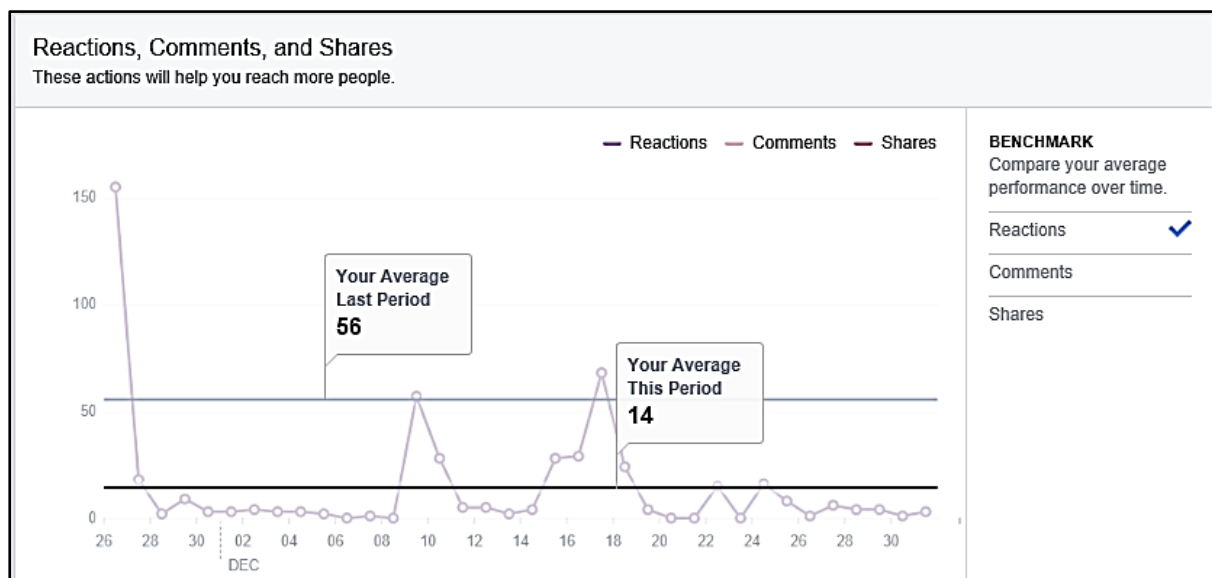 Reactions, Comments, and Shares
These actions will help you reach more people.
Reactions Comments Shares
BENCHMARK
Compare your average
performance over time.
Reactions
Comments
Shares
150
100
50
0
Your Average
Last Period
56
Your Average
This Period
14
26 28 30 02 04 06 08 10 12 14 16 18 20 22 24 26 28 30
DEC